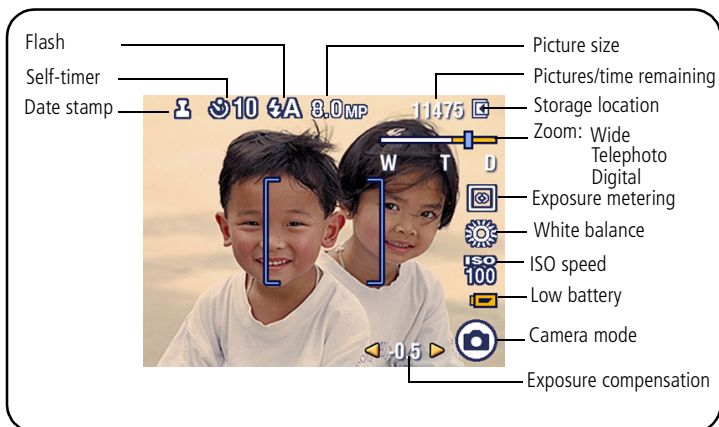 Flash
Self-timer
Date stamp
Picture size
Pictures/time remaining
Storage location
Zoom: Wide
Telephoto
Digital
Exposure metering
White balance
ISO speed
Low battery
Camera mode
Exposure compensation
10 A 8.0MP 11475
W T D
ISO
100
-0.5